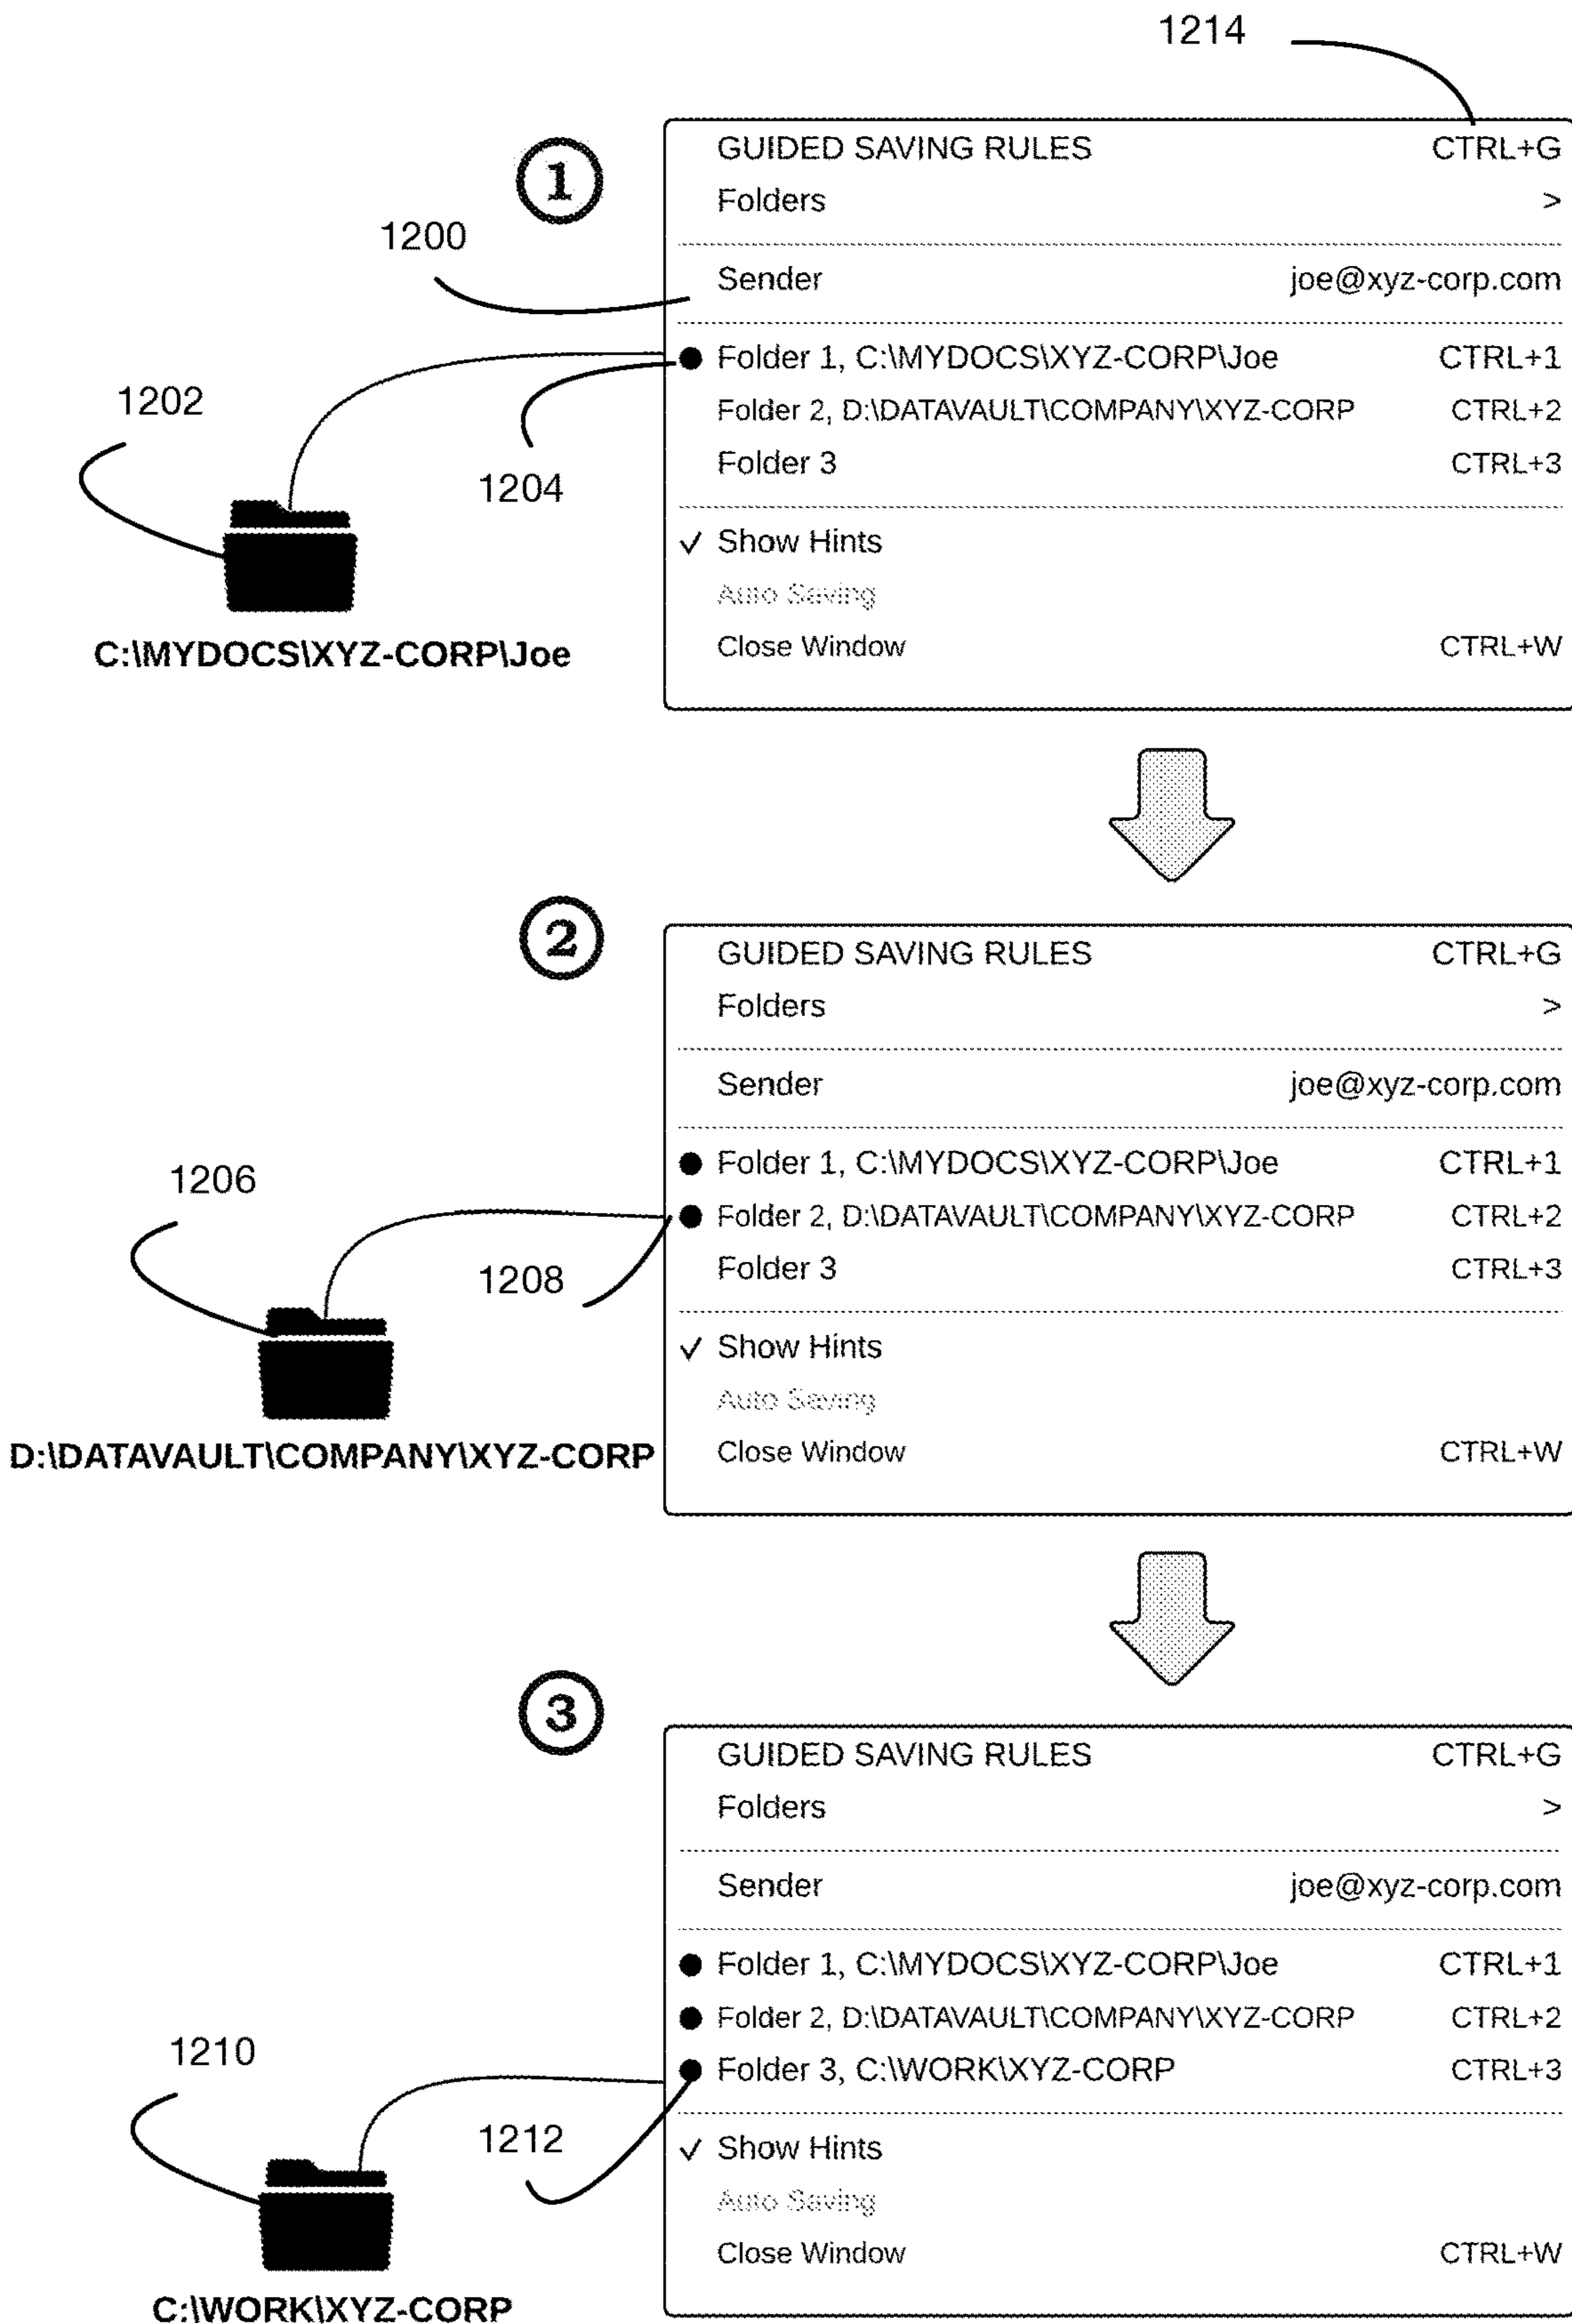 1214
1
GUIDED SAVING RULES CTRL+G
Folders >
1200
Sender joe@xyz-corp.com
Folder 1, C:\MYDOCS\XYZ-CORP\Joe CTRL+1
1202
Folder 2, D:\DATAVAULT\COMPANY\XYZ-CORP CTRL+2
Folder 3 CTRL+3
1204
Show Hints
Auto Saving
Close Window CTRL+W
C:\MYDOCS\XYZ-CORP\Joe
2
GUIDED SAVING RULES CTRL+G
Folders >
Sender joe@xyz-corp.com
Folder 1, C:\MYDOCS\XYZ-CORP\Joe CTRL+1
1206
Folder 2, D:\DATAVAULT\COMPANY\XYZ-CORP CTRL+2
Folder 3 CTRL+3
1208
Show Hints
Auto Saving
Close Window CTRL+W
D:\DATAVAULT\COMPANY\XYZ-CORP
3
GUIDED SAVING RULES CTRL+G
Folders >
Sender joe@xyz-corp.com
Folder 1, C:\MYDOCS\XYZ-CORP\Joe CTRL+1
Folder 2, D:\DATAVAULT\COMPANY\XYZ-CORP CTRL+2
1210
Folder 3, C:\WORK\XYZ-CORP CTRL+3
1212
Show Hints
Auto Saving
Close Window CTRL+W
C:\WORK\XYZ-CORP